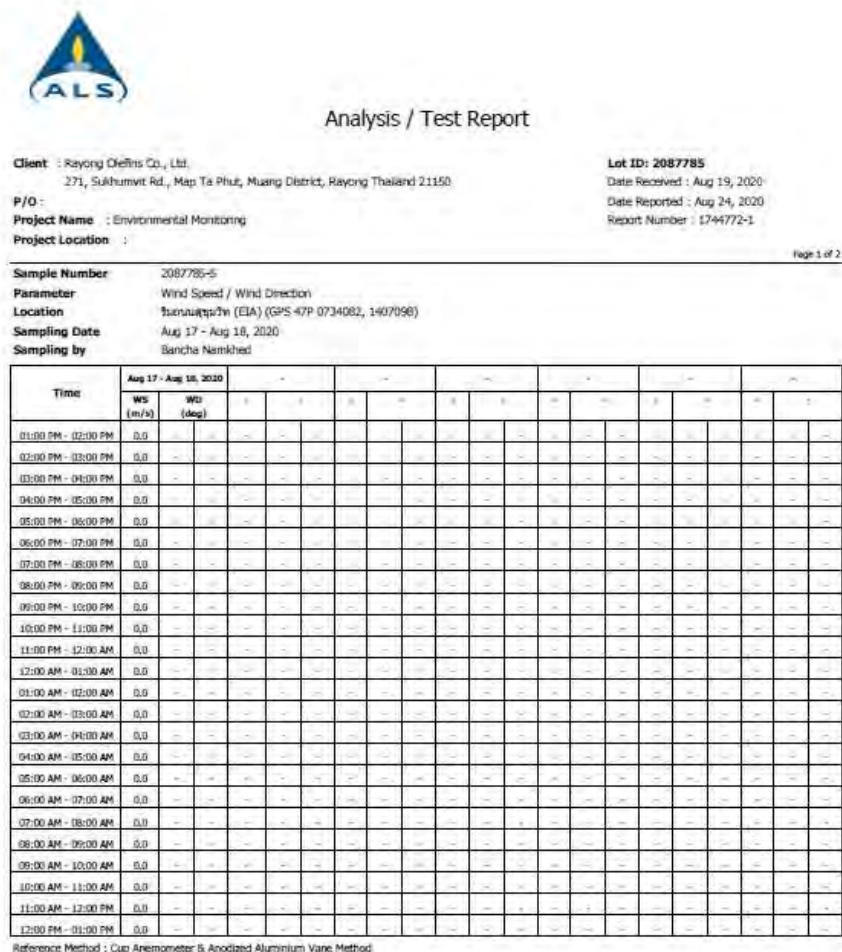 ALS
Analysis / Test Report
Client : Rayong Olefins Co., Ltd.
271, Sukhumvit Rd., Map Ta Phut, Muang District, Rayong Thailand 21150
P/O :
Project Name : Environmental Monitoring
Project Location :
Lot ID: 2087785
Date Received : Aug 19, 2020
Date Reported : Aug 24, 2020
Report Number : 1744772-1
Page 1 of 2
Sample Number 2087785-5
Parameter Wind Speed / Wind Direction
Location ริมถนนสุขุมวิท (EIA) (GPS 47P 0734082, 1407098)
Sampling Date Aug 17 - Aug 18, 2020
Sampling by Bancha Namkhed
Time Aug 17 - Aug 18, 2020 - - - - - -
WS (m/s) WD (deg) - - - - - - - - - - - -
01:00 PM - 02:00 PM 0.0 - - - - - - - - - - - - - - - - - -
02:00 PM - 03:00 PM 0.0 - - - - - - - - - - - - - - - - - -
03:00 PM - 04:00 PM 0.0 - - - - - - - - - - - - - - - - - -
04:00 PM - 05:00 PM 0.0 - - - - - - - - - - - - - - - - - -
05:00 PM - 06:00 PM 0.0 - - - - - - - - - - - - - - - - - -
06:00 PM - 07:00 PM 0.0 - - - - - - - - - - - - - - - - - -
07:00 PM - 08:00 PM 0.0 - - - - - - - - - - - - - - - - - -
08:00 PM - 09:00 PM 0.0 - - - - - - - - - - - - - - - - - -
09:00 PM - 10:00 PM 0.0 - - - - - - - - - - - - - - - - - -
10:00 PM - 11:00 PM 0.0 - - - - - - - - - - - - - - - - - -
11:00 PM - 12:00 AM 0.0 - - - - - - - - - - - - - - - - - -
12:00 AM - 01:00 AM 0.0 - - - - - - - - - - - - - - - - - -
01:00 AM - 02:00 AM 0.0 - - - - - - - - - - - - - - - - - -
02:00 AM - 03:00 AM 0.0 - - - - - - - - - - - - - - - - - -
03:00 AM - 04:00 AM 0.0 - - - - - - - - - - - - - - - - - -
04:00 AM - 05:00 AM 0.0 - - - - - - - - - - - - - - - - - -
05:00 AM - 06:00 AM 0.0 - - - - - - - - - - - - - - - - - -
06:00 AM - 07:00 AM 0.0 - - - - - - - - - - - - - - - - - -
07:00 AM - 08:00 AM 0.0 - - - - - - - - - - - - - - - - - -
08:00 AM - 09:00 AM 0.0 - - - - - - - - - - - - - - - - - -
09:00 AM - 10:00 AM 0.0 - - - - - - - - - - - - - - - - - -
10:00 AM - 11:00 AM 0.0 - - - - - - - - - - - - - - - - - -
11:00 AM - 12:00 PM 0.0 - - - - - - - - - - - - - - - - - -
12:00 PM - 01:00 PM 0.0 - - - - - - - - - - - - - - - - - -
Reference Method : Cup Anemometer & Anodized Aluminium Vane Method